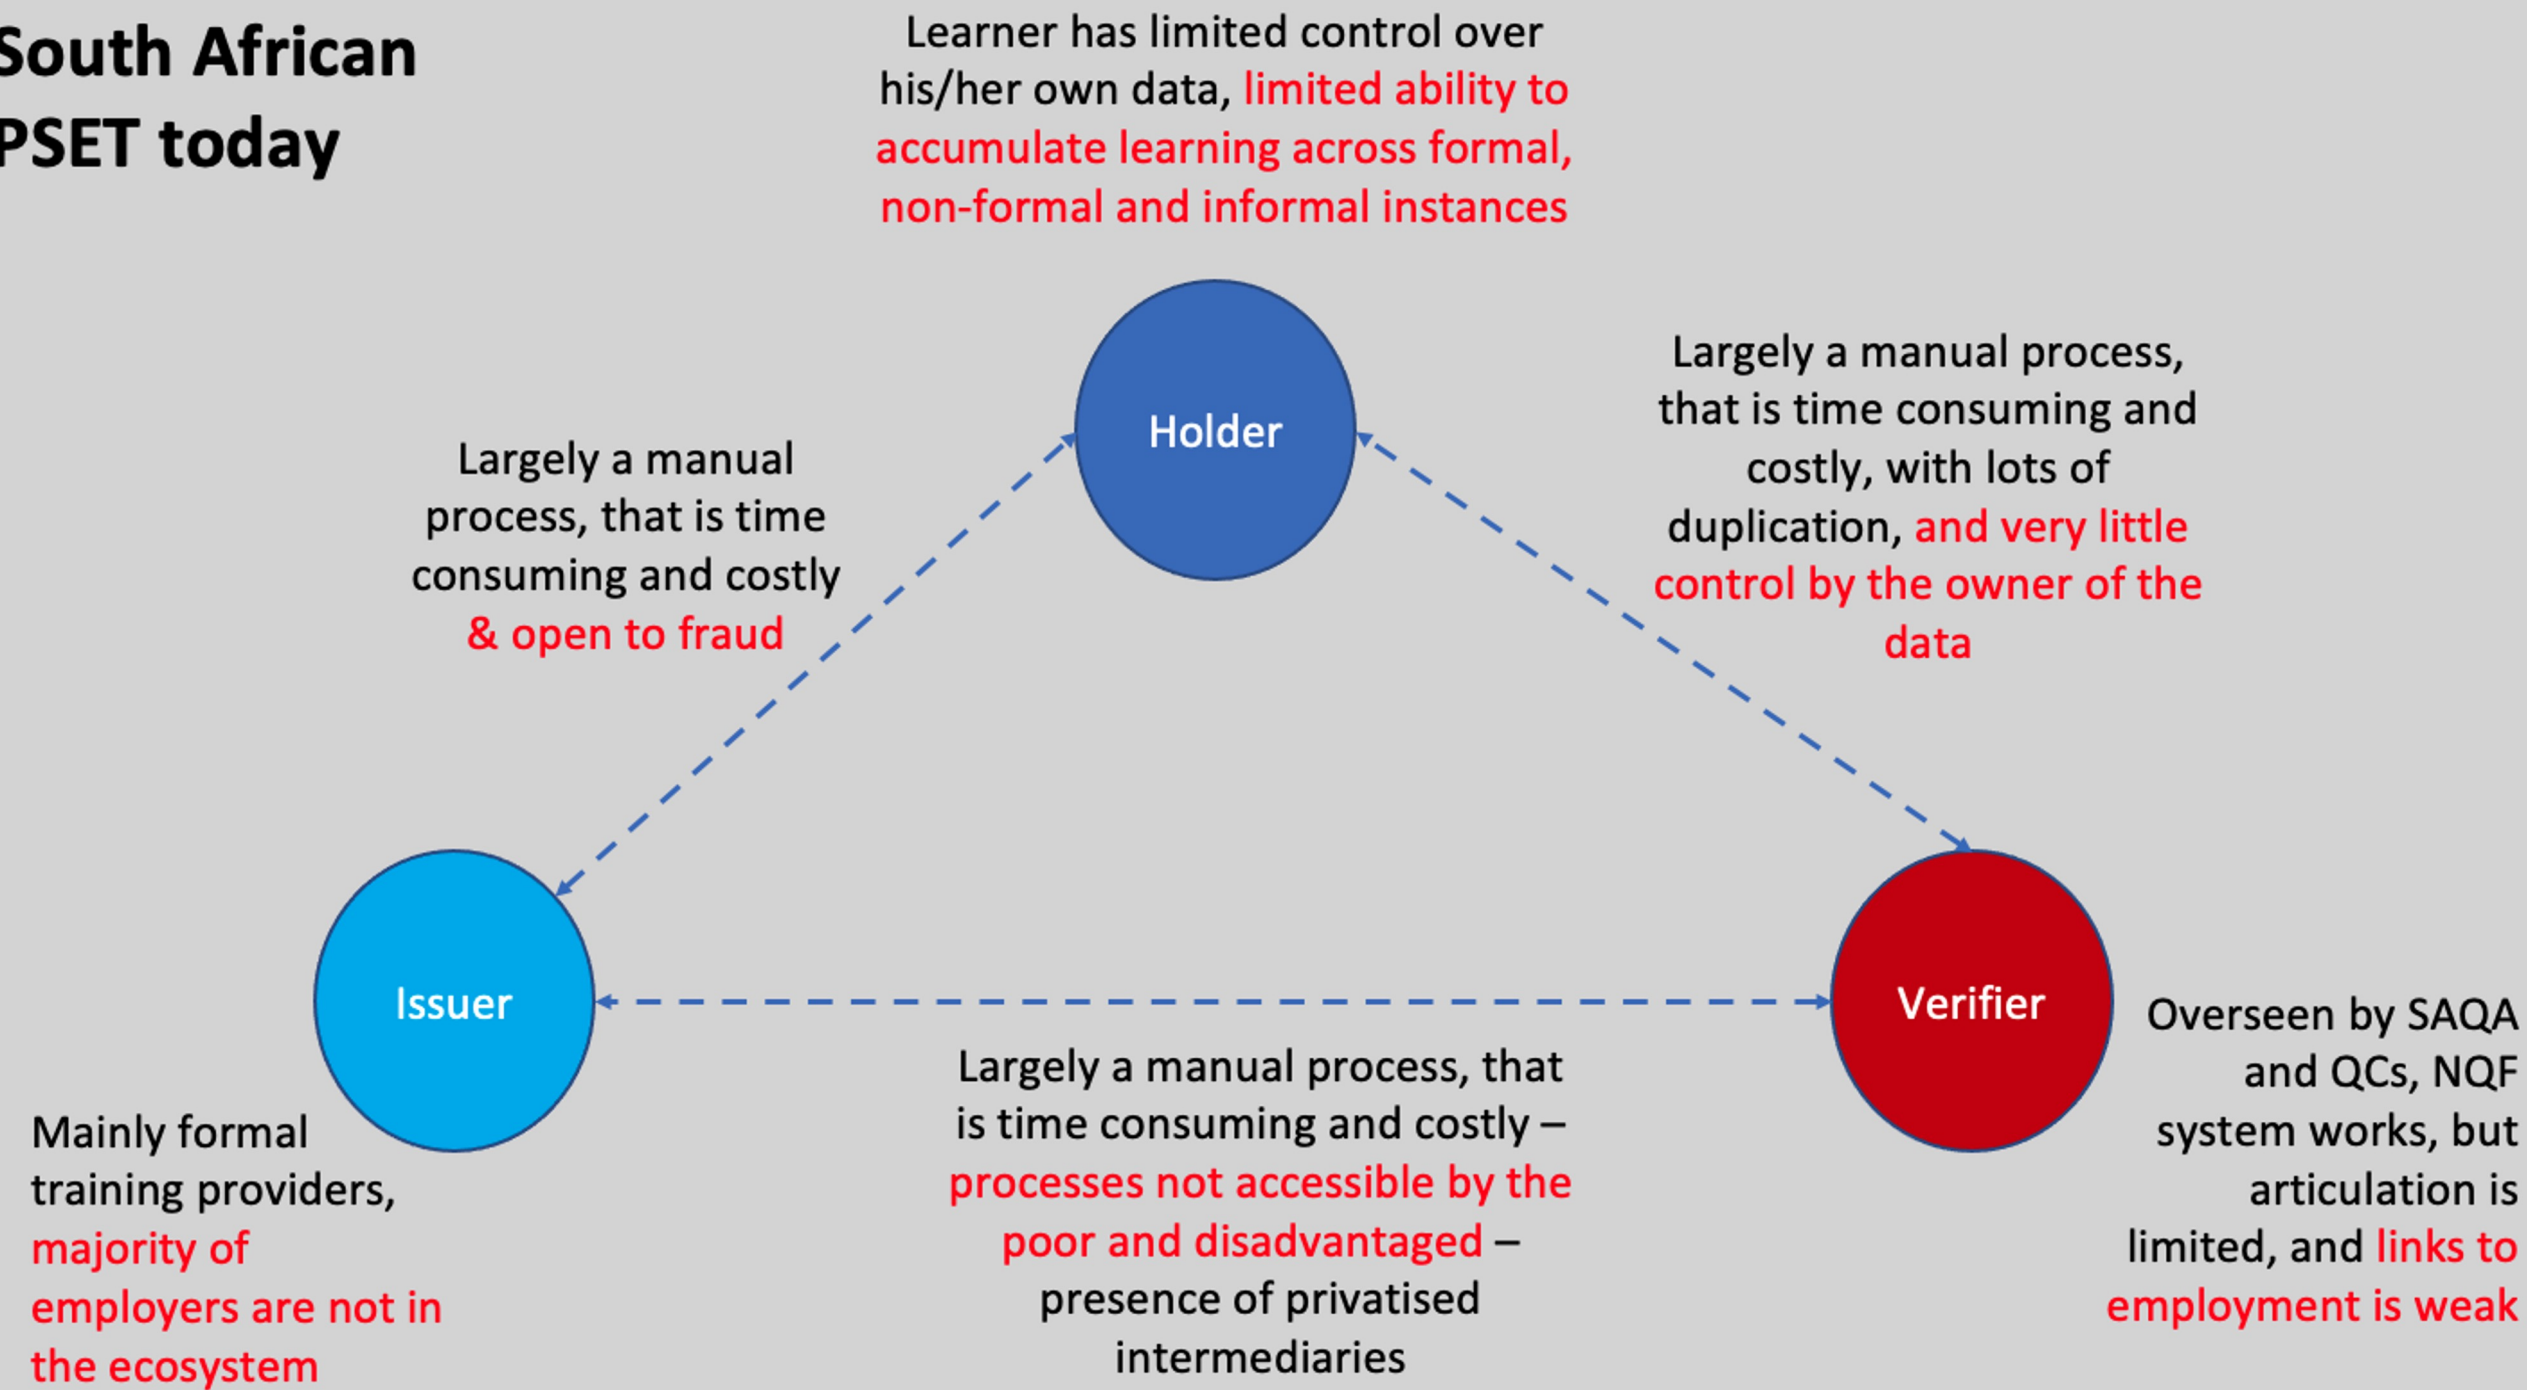 South African
PSET today
Learner has limited control over
his/her own data, limited ability to
accumulate learning across formal,
non-formal and informal instances
Holder
Largely a manual process,
that is time consuming and
costly, with lots of
duplication, and very little
control by the owner of the
data
Largely a manual
process, that is time
consuming and costly
& open to fraud
Issuer
Verifier
Mainly formal
training providers,
majority of
employers are not in
the ecosystem
Largely a manual process, that
is time consuming and costly –
processes not accessible by the
poor and disadvantaged –
presence of privatised
intermediaries
Overseen by SAQA
and QCs, NQF
system works, but
articulation is
limited, and links to
employment is weak